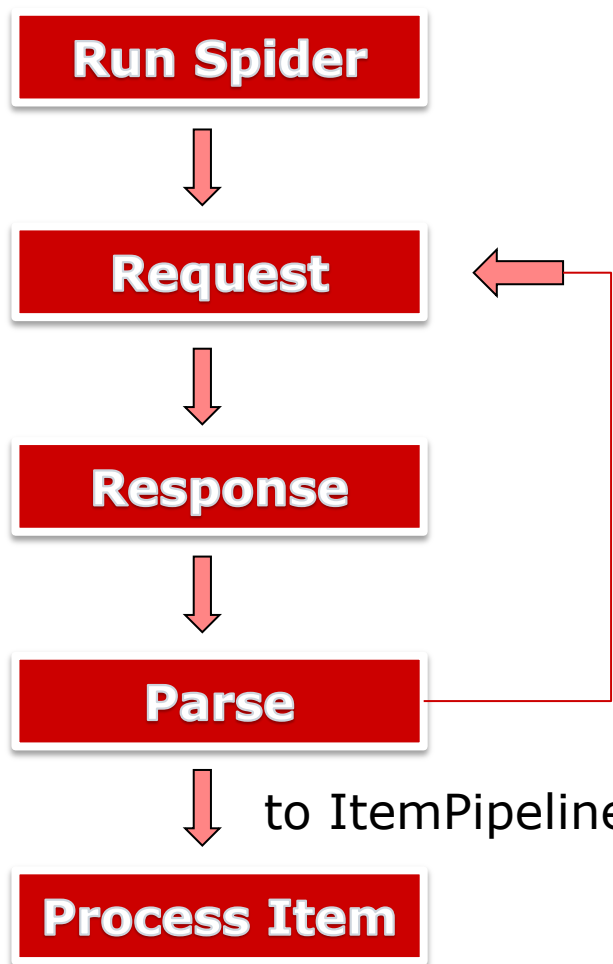 Run Spider
Request
Response
Parse
to ItemPipeline
Process Item